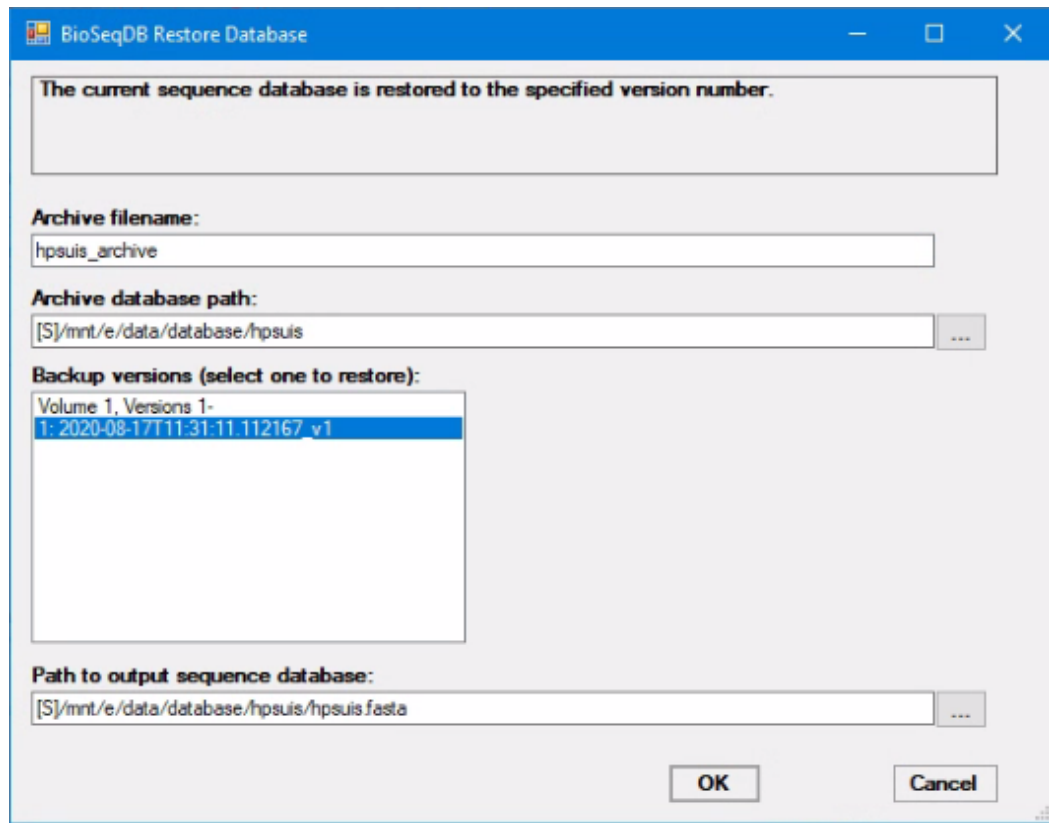 BioSeqDB Restore Database
The current sequence database is restored to the specified version number.
Archive filename:
hpsuis_archive
Archive database path:
[S]/mnt/e/data/database/hpsuis
...
Backup versions (select one to restore):
Volume 1, Versions 1-
1: 2020-08-17T11:31:11.112167_v1
Path to output sequence database:
[S]/mnt/e/data/database/hpsuis/hpsuis.fasta
...
OK
Cancel